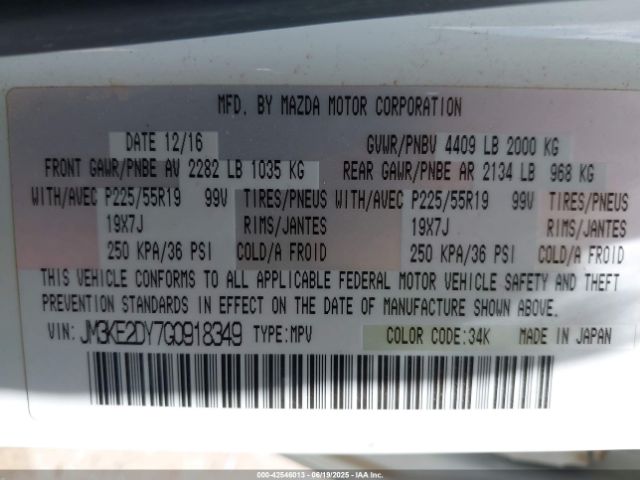 MFD. BY MAZDA MOTOR CORPORATION
DATE 12/16 GVWR/PNBV 4409 LB 2000 KG
FRONT GAWR/PNBE AV 2282 LB 1035 KG REAR GAWR/PNBE AR 2134 LB 968 KG
WITH/AVEC P225/55R19 99V TIRES/PNEUS WITH/AVEC P225/55R19 99V TIRES/PNEUS
19X7J RIMS/JANTES 19X7J RIMS/JANTES
250 KPA/36 PSI COLD/A FROID 250 KPA/36 PSI COLD/A FROID
THIS VEHICLE CONFORMS TO ALL APPLICABLE FEDERAL MOTOR VEHICLE SAFETY AND THEFT
PREVENTION STANDARDS IN EFFECT ON THE DATE OF MANUFACTURE SHOWN ABOVE.
VIN: JM3KE2DY7G0918349 TYPE:MPV COLOR CODE:34K MADE IN JAPAN
000-42546013 - 06/19/2025 - IAA Inc.